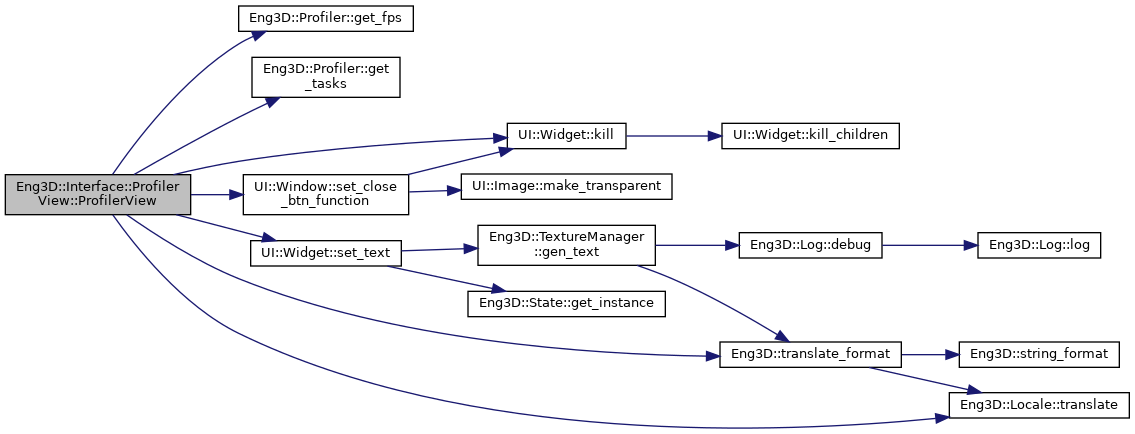 Eng3D::Profiler::get_fps
Eng3D::Profiler::get
_tasks
UI::Widget::kill
UI::Widget::kill_children
Eng3D::Interface::Profiler
View::ProfilerView
UI::Window::set_close
_btn_function
UI::Image::make_transparent
UI::Widget::set_text
Eng3D::TextureManager
::gen_text
Eng3D::Log::debug
Eng3D::Log::log
Eng3D::State::get_instance
Eng3D::translate_format
Eng3D::string_format
Eng3D::Locale::translate